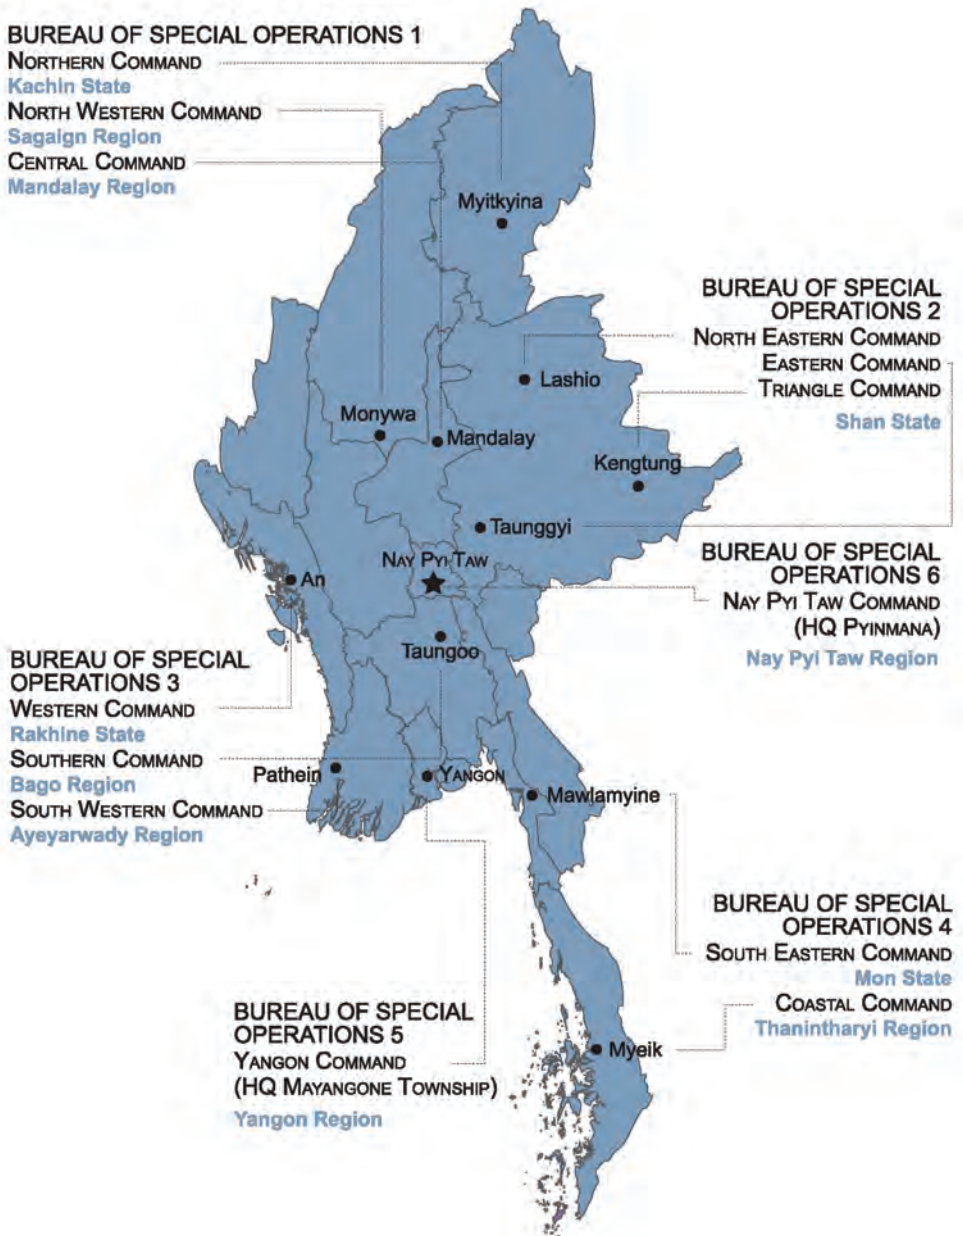 BUREAU OF SPECIAL OPERATIONS 1
NORTHERN COMMAND
Kachin State
NORTH WESTERN COMMAND
Sagaign Region
CENTRAL COMMAND
Mandalay Region
Myitkyina
BUREAU OF SPECIAL
OPERATIONS 2
NORTH EASTERN COMMAND
EASTERN COMMAND
TRIANGLE COMMAND
Shan State
Lashio
Monywa
Mandalay
Kengtung
Taunggyi
BUREAU OF SPECIAL
OPERATIONS 6
NAY PYI TAW COMMAND
(HQ PYINMANA)
Nay Pyi Taw Region
NAY PYI TAW
An
Taungoo
BUREAU OF SPECIAL
OPERATIONS 3
WESTERN COMMAND
Rakhine State
SOUTHERN COMMAND
Bago Region
SOUTH WESTERN COMMAND
Ayeyarwady Region
Pathein
YANGON
Mawlamyine
BUREAU OF SPECIAL
OPERATIONS 4
SOUTH EASTERN COMMAND
Mon State
COASTAL COMMAND
Thanintharyi Region
BUREAU OF SPECIAL
OPERATIONS 5
YANGON COMMAND
(HQ MAYANGONE TOWNSHIP)
Yangon Region
Myeik